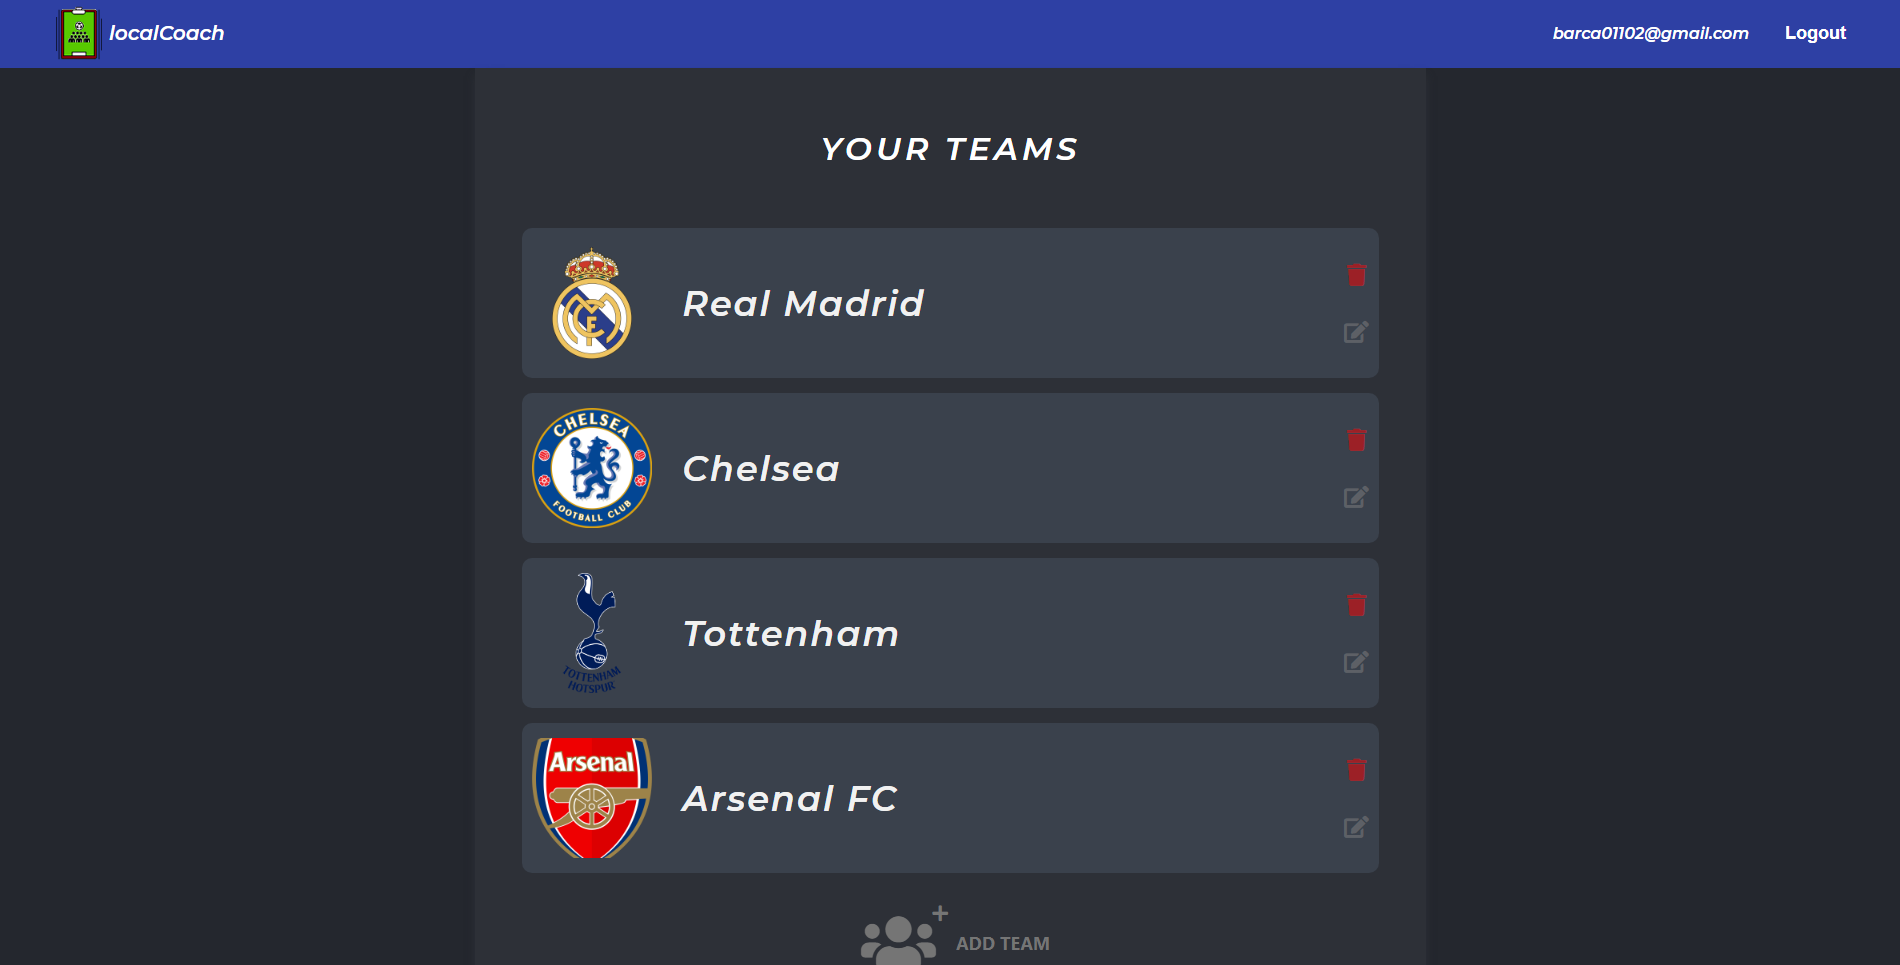 localCoach
barca01102@gmail.com
Logout
YOUR TEAMS
Real Madrid
CHELSEA
FOOTBALL CLUB
Chelsea
TOTTENHAM
HOTSPUR
Tottenham
Arsenal
Arsenal FC
ADD TEAM